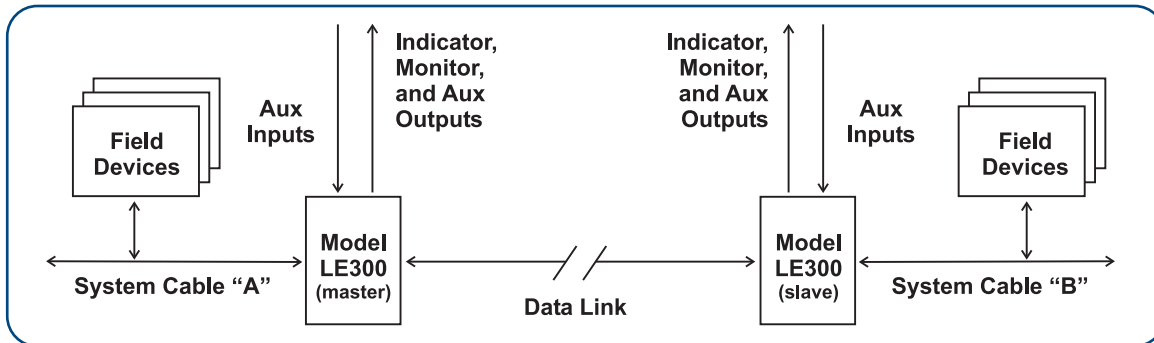 Field
Devices
Aux
Inputs
Indicator,
Monitor,
and Aux
Outputs
Model
LE300
(master)
System Cable “A”
Data Link
Indicator,
Monitor,
and Aux
Outputs
Aux
Inputs
Field
Devices
Model
LE300
(slave)
System Cable “B”